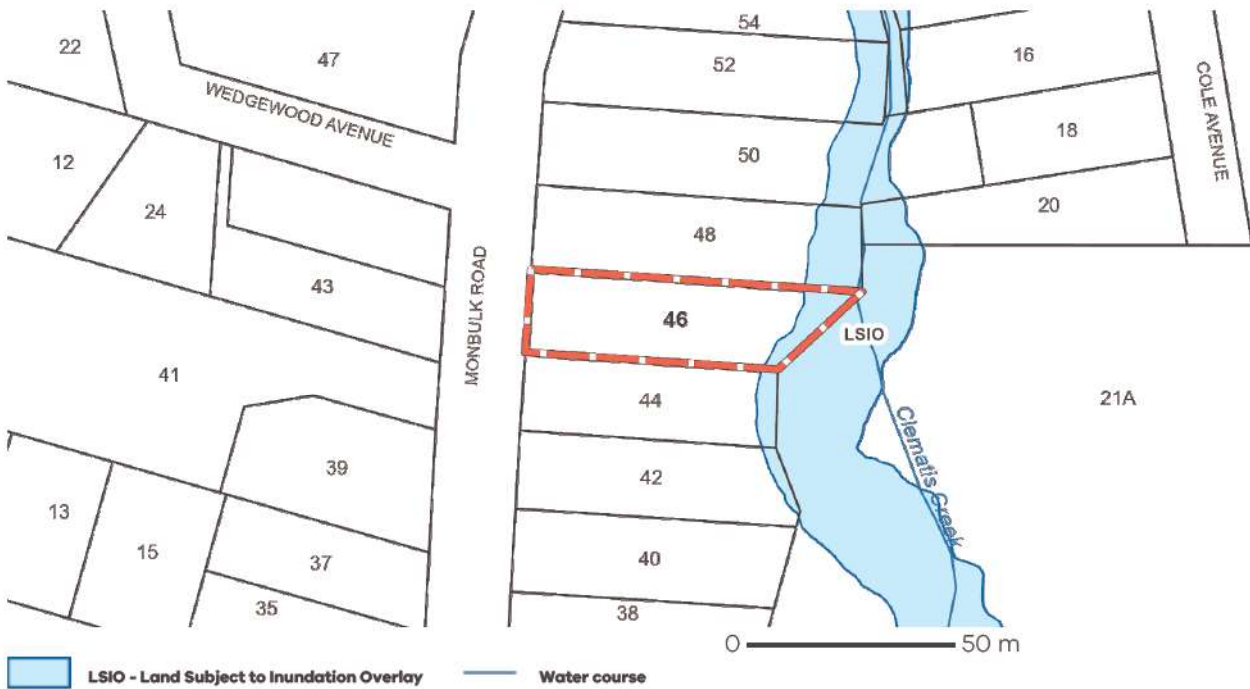 54
22
47
52
16
WEDGEWOOD AVENUE
COLE AVENUE
12
50
18
24
48
20
43
MONBULK ROAD
46
LSIO
41
44
21A
39
42
Clematis Creek
13
15
37
40
35
38
0 50 m
LSIO - Land Subject to Inundation Overlay Water course